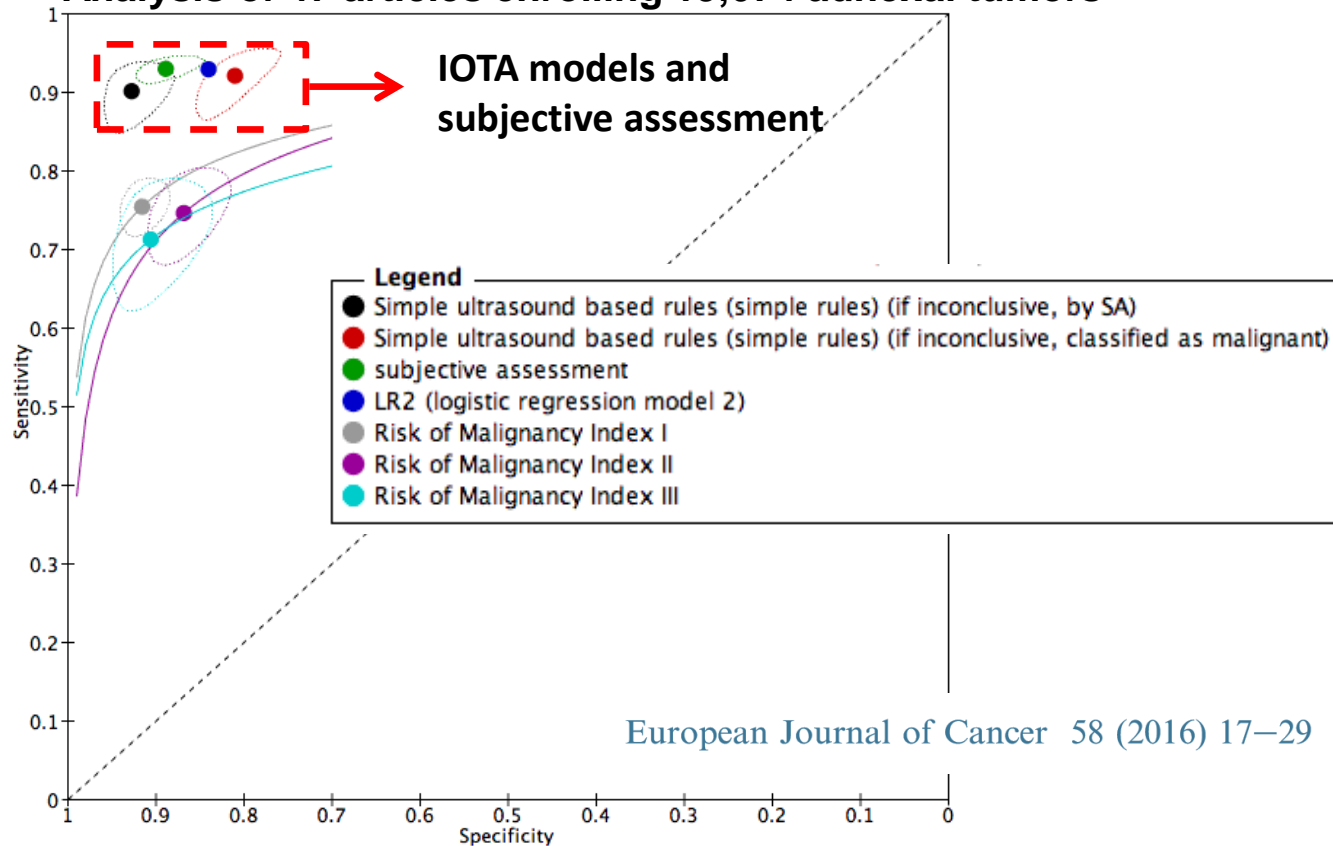 IOTA models and
subjective assessment
Legend
Simple ultrasound based rules (simple rules) (if inconclusive, by SA)
Simple ultrasound based rules (simple rules) (if inconclusive, classified as malignant)
subjective assessment
LR2 (logistic regression model 2)
Risk of Malignancy Index I
Risk of Malignancy Index II
Risk of Malignancy Index III
European Journal of Cancer 58 (2016) 17–29
Sensitivity
1
0.9
0.8
0.7
0.6
0.5
0.4
0.3
0.2
0.1
0
1 0.9 0.8 0.7 0.6 0.5 0.4 0.3 0.2 0.1 0
Specificity